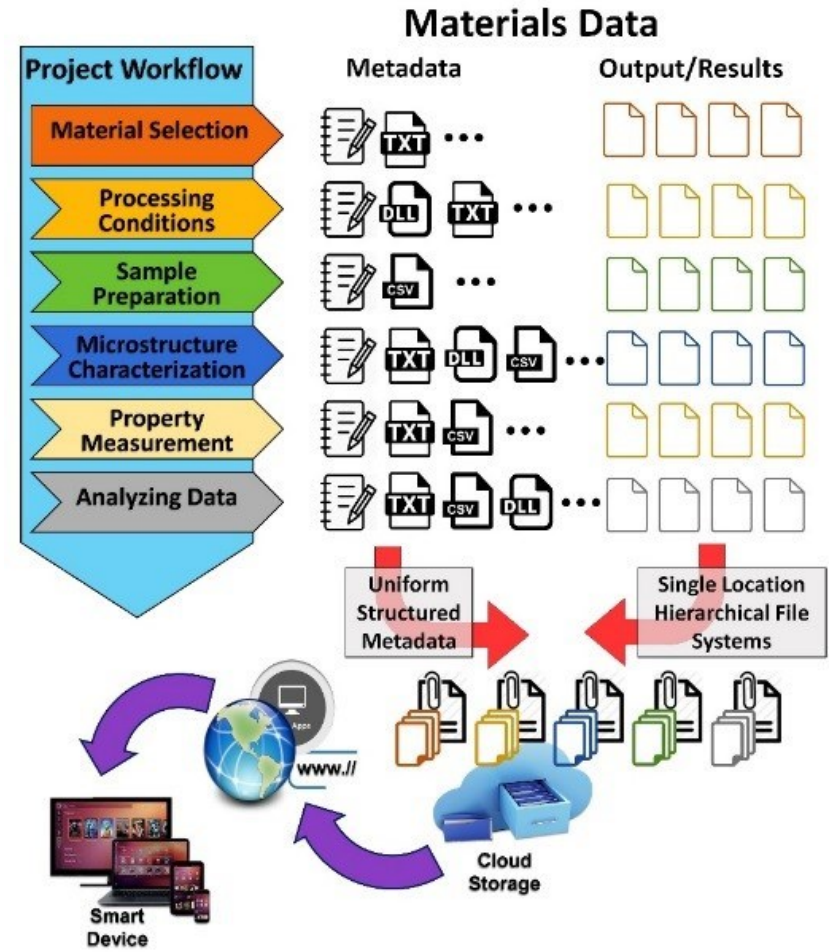 Materials Data
Project Workflow
Metadata
Output/Results
Material Selection
TXT
Processing
Conditions
DLL
TXT
Sample
Preparation
CSV
Microstructure
Characterization
TXT
DLL
CSV
Property
Measurement
TXT
CSV
Analyzing Data
TXT
CSV
DLL
Uniform
Structured
Metadata
Single Location
Hierarchical File
Systems
Apps
www.//
Cloud
Storage
Smart
Device